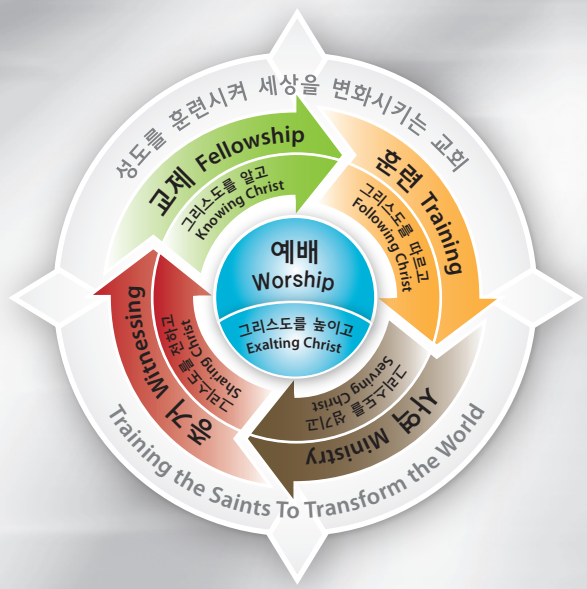 성도를 훈련시켜 세상을 변화시키는 교회
교제 Fellowship
그리스도를 알고
Knowing Christ
훈련 Training
그리스도를 따르고
Following Christ
사역 Ministry
그리스도를 섬기고
Serving Christ
증거 Witnessing
그리스도를 전하고
Sharing Christ
예배
Worship
그리스도를 높이고
Exalting Christ
Training the Saints To Transform the World